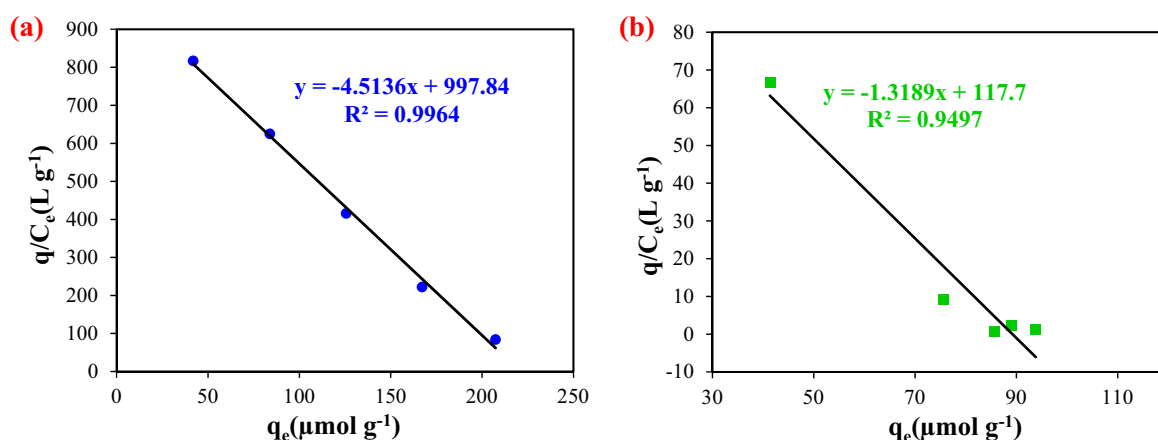 (a)
900
800
700
600
500
400
300
200
100
0
q/Cₑ(L g⁻¹)
y = -4.5136x + 997.84
R² = 0.9964
0 50 100 150 200 250
qₑ(µmol g⁻¹)
(b)
80
70
60
50
40
30
20
10
0
-10
q/Cₑ(L g⁻¹)
y = -1.3189x + 117.7
R² = 0.9497
30 50 70 90 110
qₑ(µmol g⁻¹)